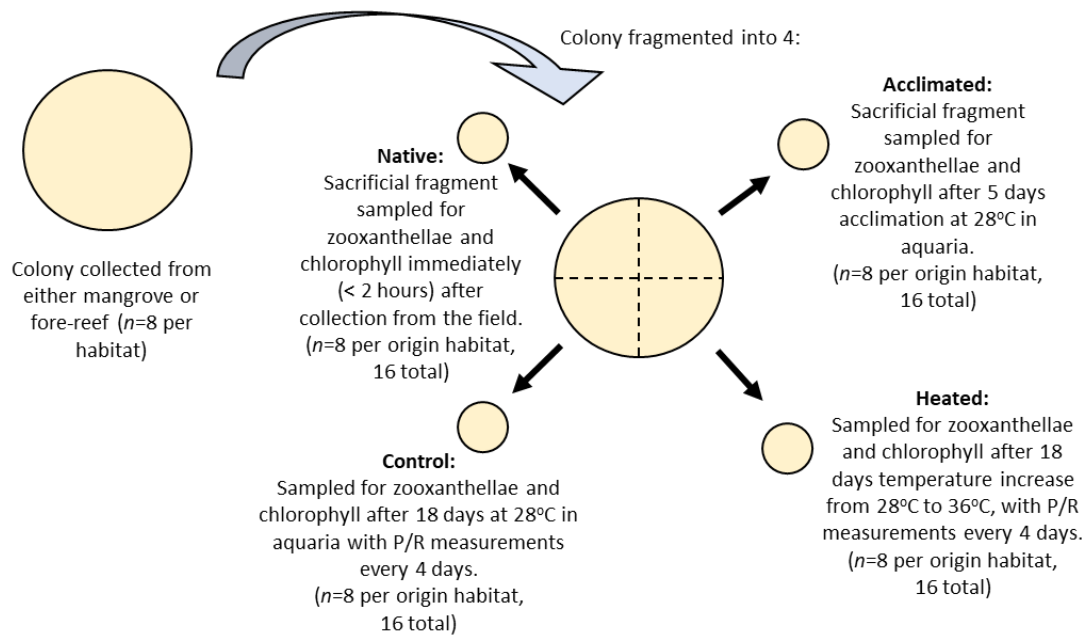 Colony fragmented into 4:
Colony collected from
either mangrove or
fore-reef (n=8 per
habitat)
Native:
Sacrificial fragment
sampled for
zooxanthellae and
chlorophyll immediately
(< 2 hours) after
collection from the field.
(n=8 per origin habitat,
16 total)
Acclimated:
Sacrificial fragment
sampled for
zooxanthellae and
chlorophyll after 5 days
acclimation at 28ºC in
aquaria.
(n=8 per origin habitat,
16 total)
Control:
Sampled for zooxanthellae and
chlorophyll after 18 days at 28ºC in
aquaria with P/R measurements
every 4 days.
(n=8 per origin habitat,
16 total)
Heated:
Sampled for zooxanthellae
and chlorophyll after 18
days temperature increase
from 28ºC to 36ºC, with P/R
measurements every 4 days.
(n=8 per origin habitat,
16 total)